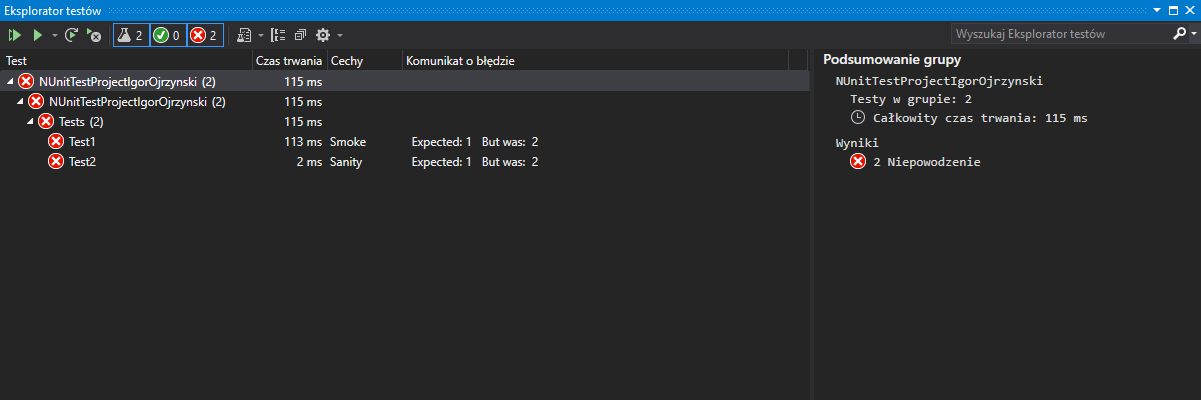 Eksplorator testów
2 0 2
Wyszukaj Eksplorator testów
Test Czas trwania Cechy Komunikat o błędzie
NUnitTestProjectIgorOjrzynski (2) 115 ms
NUnitTestProjectIgorOjrzynski (2) 115 ms
Tests (2) 115 ms
Test1 113 ms Smoke Expected: 1 But was: 2
Test2 2 ms Sanity Expected: 1 But was: 2
Podsumowanie grupy
NUnitTestProjectIgorOjrzynski
Testy w grupie: 2
Całkowity czas trwania: 115 ms
Wyniki
2 Niepowodzenie